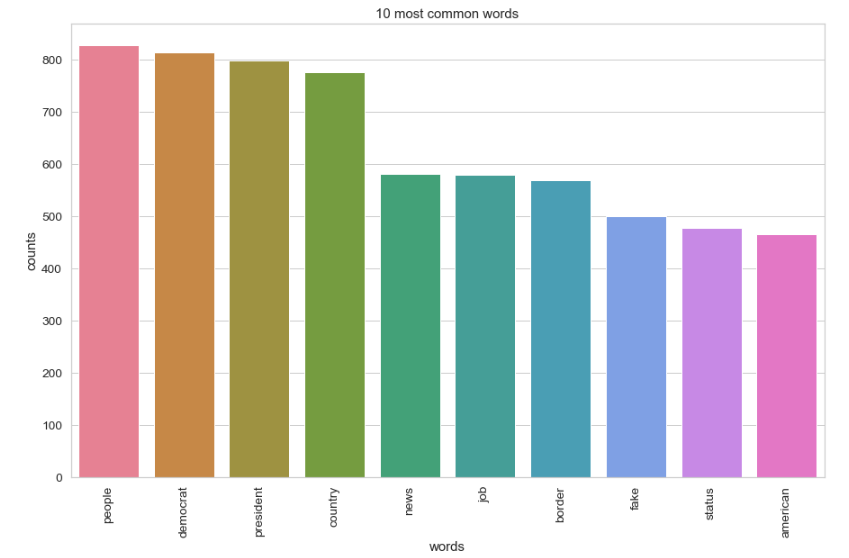 10 most common words
counts
800
700
600
500
400
300
200
100
0
people
democrat
president
country
news
job
border
fake
status
american
words